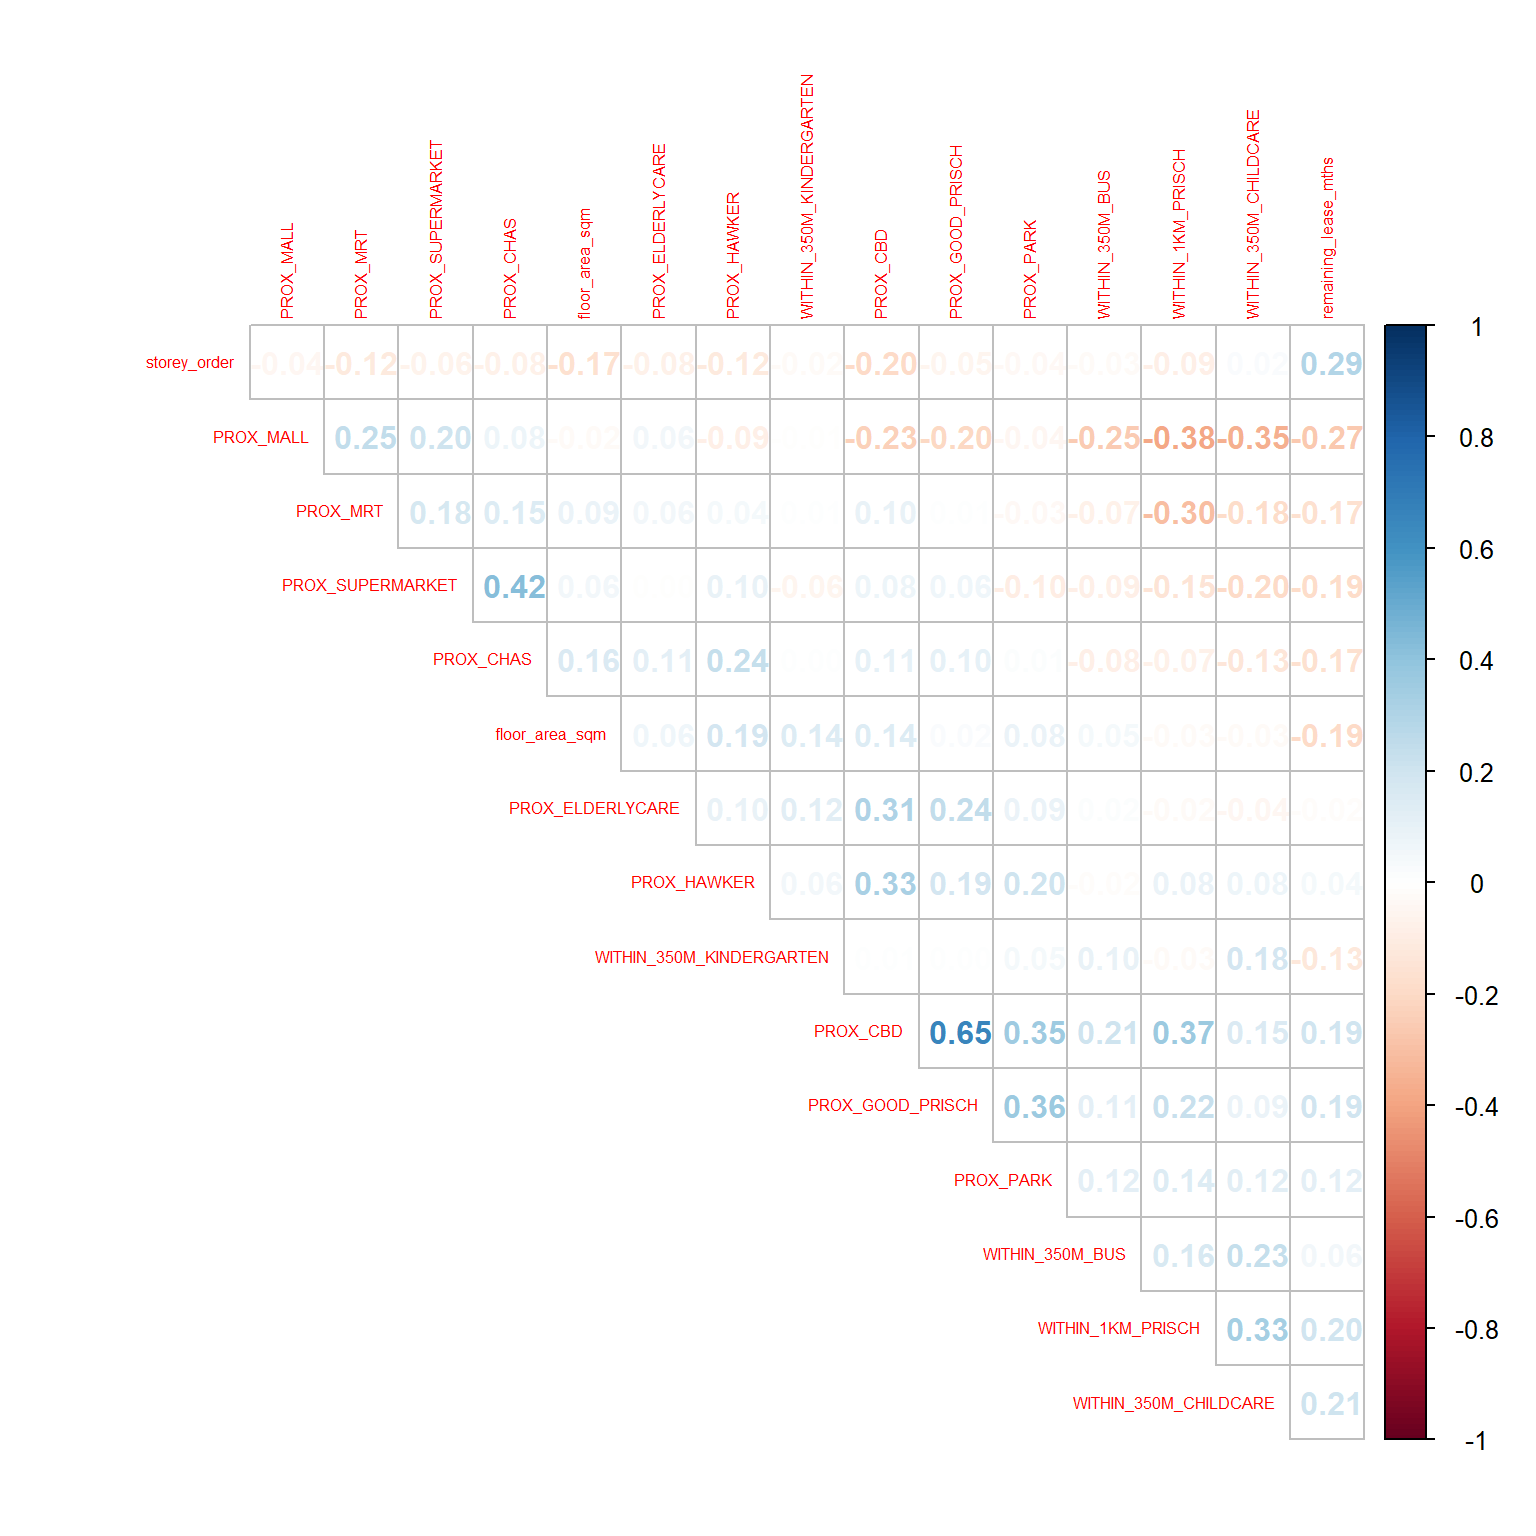 PROX_MALL
PROX_MRT
PROX_SUPERMARKET
PROX_CHAS
floor_area_sqm
PROX_ELDERLYCARE
PROX_HAWKER
WITHIN_350M_KINDERGARTEN
PROX_CBD
PROX_GOOD_PRISCH
PROX_PARK
WITHIN_350M_BUS
WITHIN_1KM_PRISCH
WITHIN_350M_CHILDCARE
remaining_lease_mths
storey_order -0.04 -0.12 -0.06 -0.08 -0.17 -0.08 -0.12 -0.02 -0.20 -0.05 -0.04 -0.03 -0.09 0.02 0.29
PROX_MALL 0.25 0.20 0.08 -0.02 0.06 -0.09 -0.23 -0.20 -0.04 -0.25 -0.38 -0.35 -0.27
PROX_MRT 0.18 0.15 0.09 0.06 0.04 0.10 -0.03 -0.07 -0.30 -0.18 -0.17
PROX_SUPERMARKET 0.42 0.06 0.10 -0.06 0.08 0.06 -0.10 -0.09 -0.15 -0.20 -0.19
PROX_CHAS 0.16 0.11 0.24 0.11 0.10 0.01 -0.08 -0.07 -0.13 -0.17
floor_area_sqm 0.06 0.19 0.14 0.14 0.02 0.08 0.05 -0.03 -0.03 -0.19
PROX_ELDERLYCARE 0.10 0.12 0.31 0.24 0.09 0.02 -0.02 -0.04 -0.02
PROX_HAWKER 0.06 0.33 0.19 0.20 -0.02 0.08 0.08 0.04
WITHIN_350M_KINDERGARTEN 0.05 0.10 -0.03 0.18 -0.13
PROX_CBD 0.65 0.35 0.21 0.37 0.15 0.19
PROX_GOOD_PRISCH 0.36 0.11 0.22 0.09 0.19
PROX_PARK 0.12 0.14 0.12 0.12
WITHIN_350M_BUS 0.16 0.23 0.06
WITHIN_1KM_PRISCH 0.33 0.20
WITHIN_350M_CHILDCARE 0.21
1
0.8
0.6
0.4
0.2
0
-0.2
-0.4
-0.6
-0.8
-1